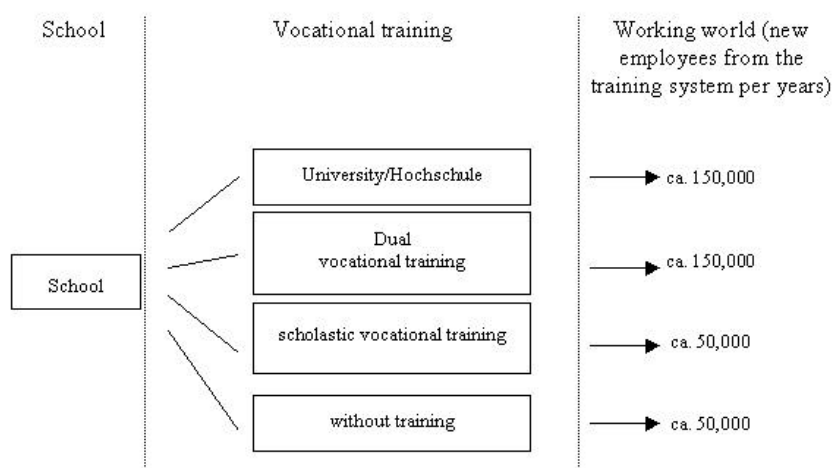 School
Vocational training
Working world (new
employees from the
training system per years)
University/Hochschule
ca. 150,000
Dual
vocational training
ca. 150,000
School
scholastic vocational training
ca. 50,000
without training
ca. 50,000